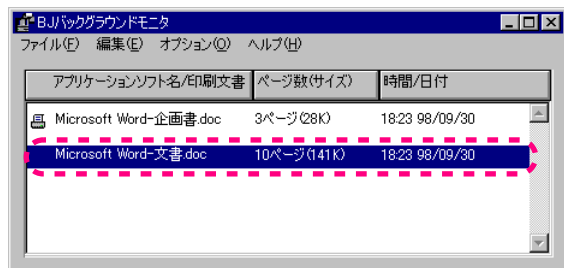 BJバックグラウンドモニタ
ファイル(F) 編集(E) オプション(O) ヘルプ(H)
アプリケーションソフト名/印刷文書 ページ数(サイズ) 時間/日付
Microsoft Word-企画書.doc 3ページ(28K) 18:23 98/09/30
Microsoft Word-文書.doc 10ページ(141K) 18:23 98/09/30